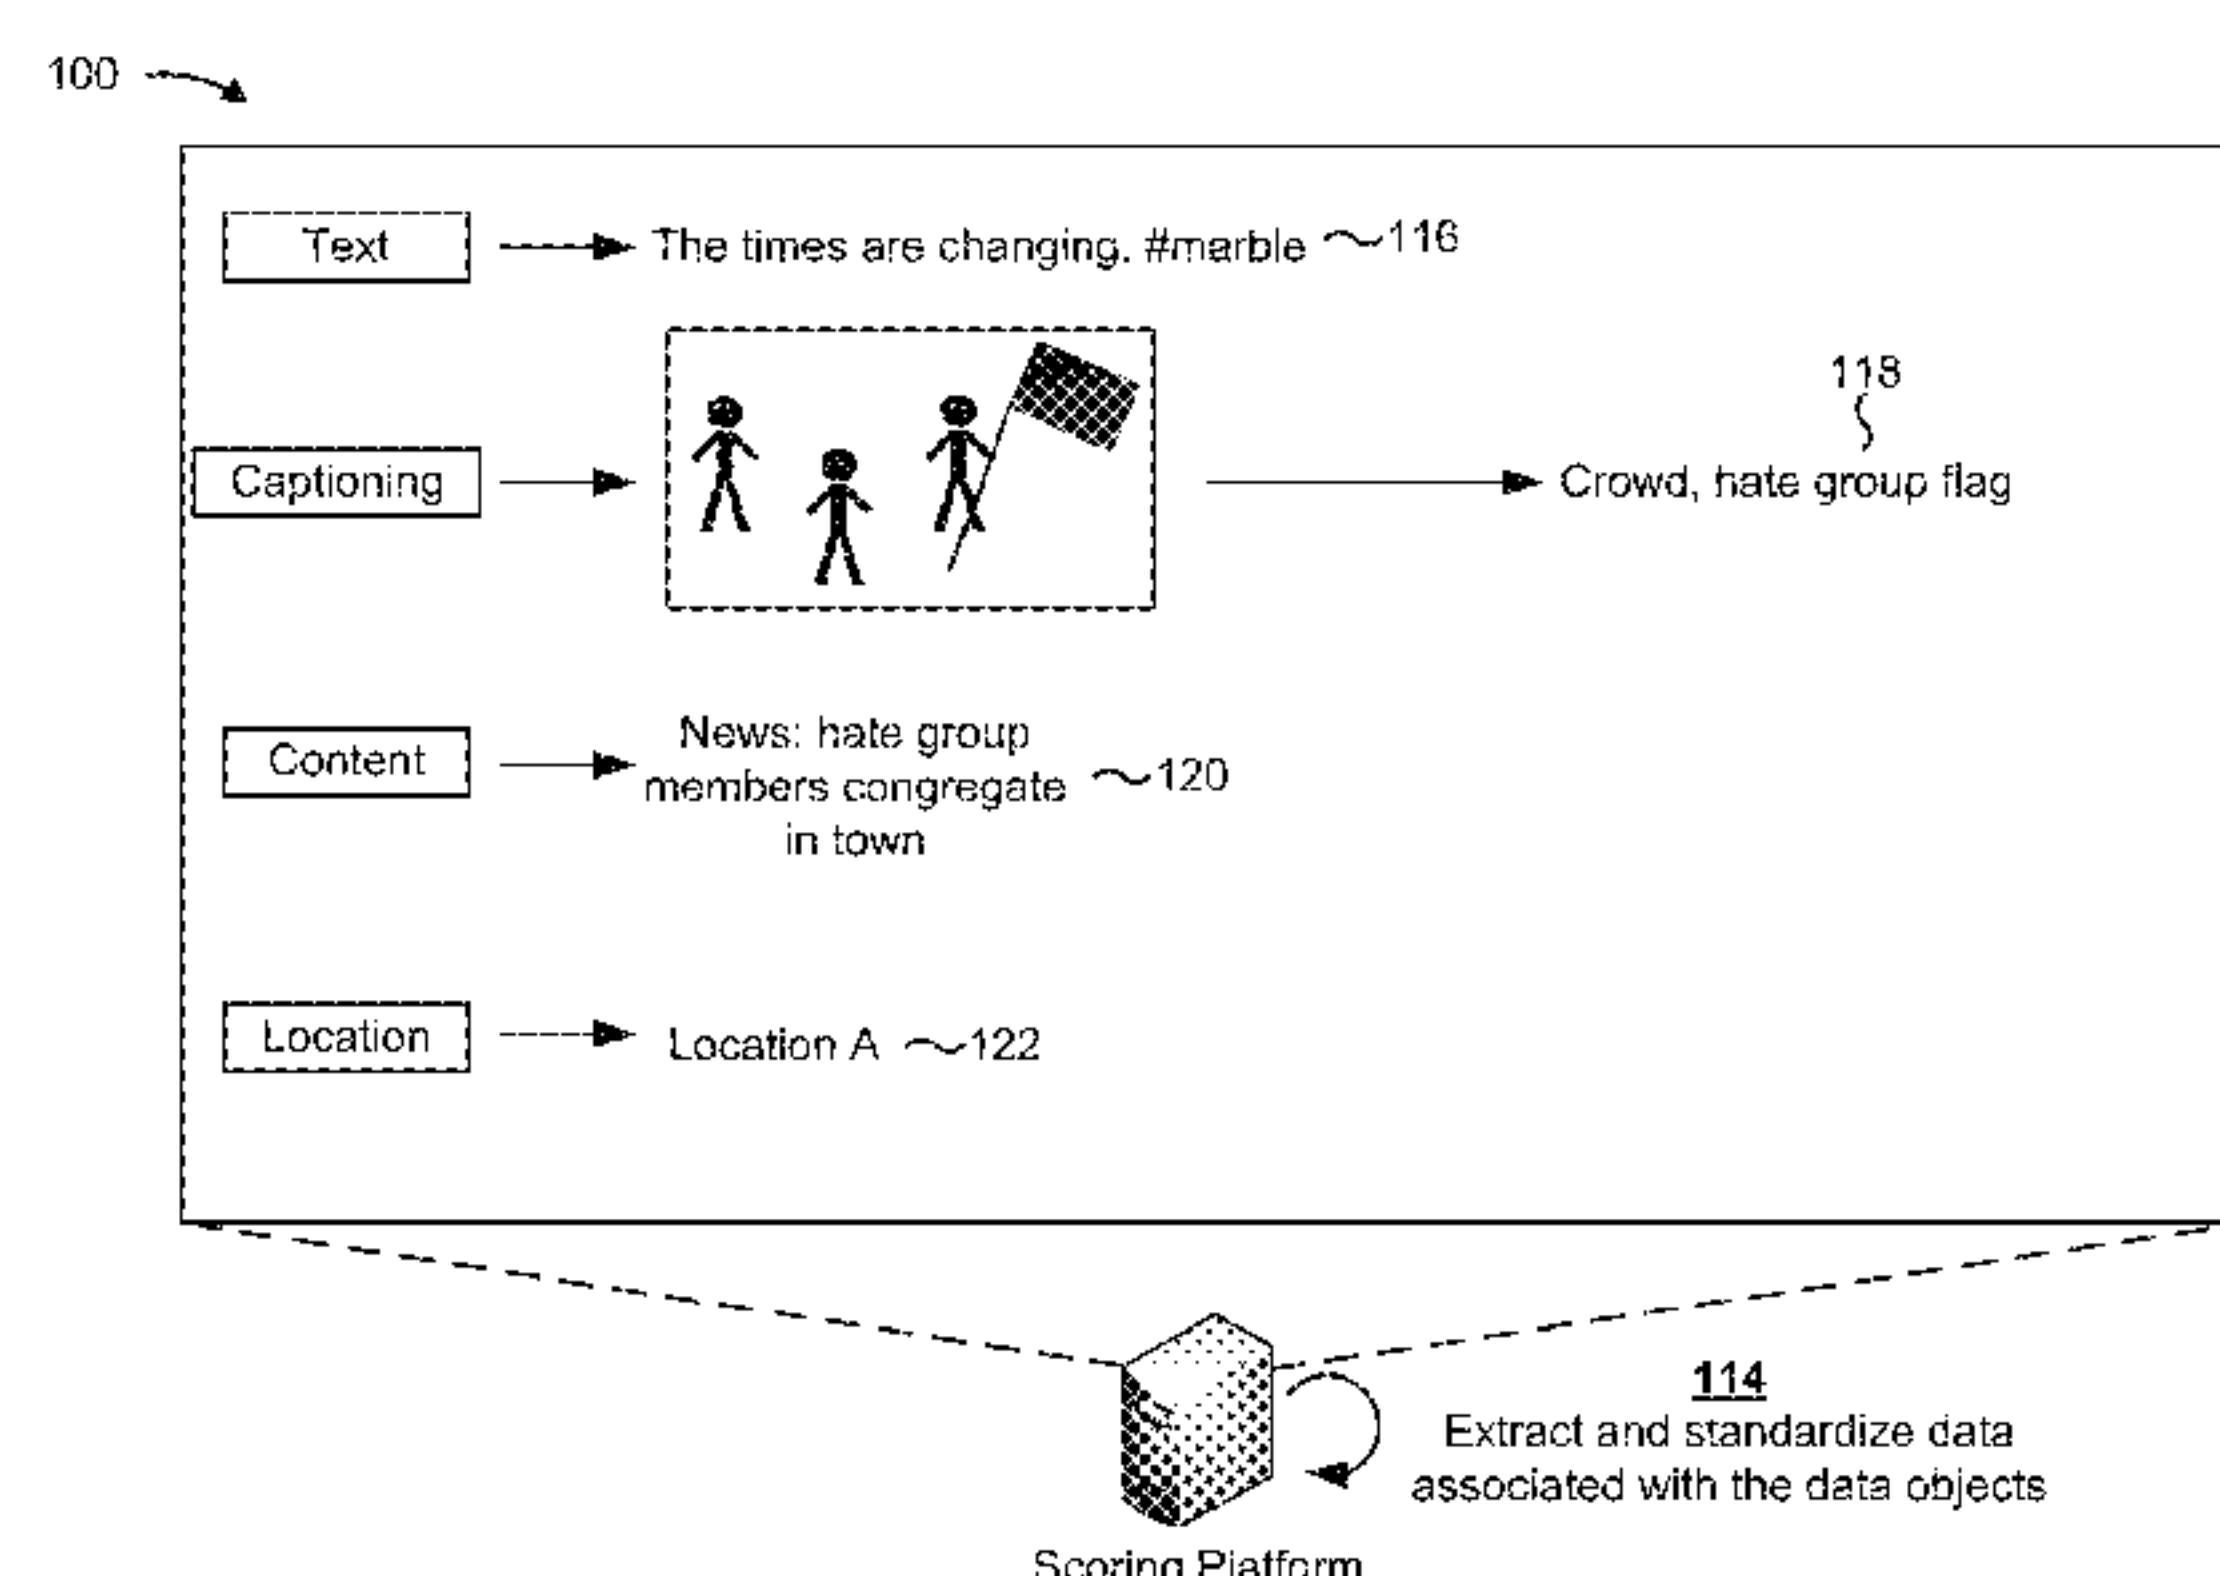 100
Text
The times are changing. #marble
116
118
Captioning
Crowd, hate group flag
Content
News: hate group
members congregate
in town
120
Location
Location A
122
114
Extract and standardize data
associated with the data objects
Scoring Platform